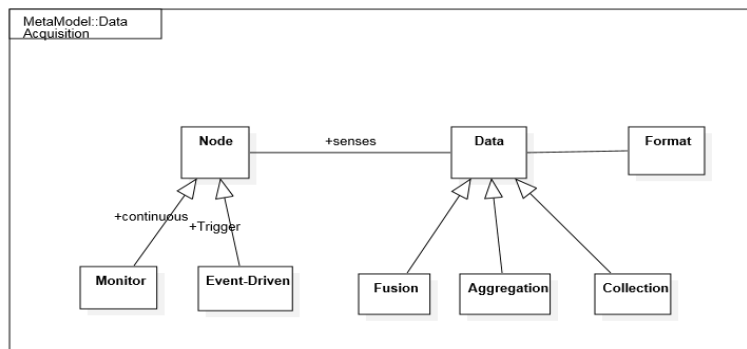 MetaModel::Data
Acquisition
Node
+senses
Data
Format
+continuous
+Trigger
Monitor
Event-Driven
Fusion
Aggregation
Collection